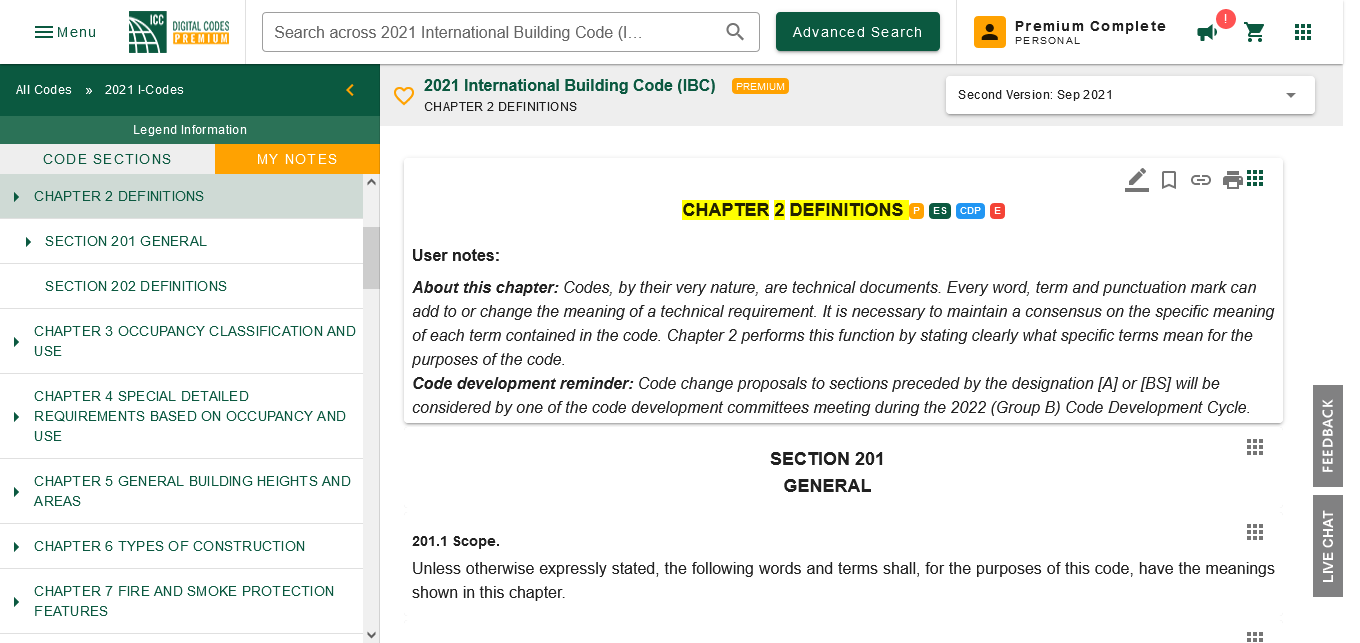 Menu
ICC
DIGITAL CODES
PREMIUM
Search across 2021 International Building Code (I...
Advanced Search
Premium Complete
PERSONAL
!
All Codes » 2021 I-Codes
Legend Information
CODE SECTIONS
MY NOTES
CHAPTER 2 DEFINITIONS
SECTION 201 GENERAL
SECTION 202 DEFINITIONS
CHAPTER 3 OCCUPANCY CLASSIFICATION AND
USE
CHAPTER 4 SPECIAL DETAILED
REQUIREMENTS BASED ON OCCUPANCY AND
USE
CHAPTER 5 GENERAL BUILDING HEIGHTS AND
AREAS
CHAPTER 6 TYPES OF CONSTRUCTION
CHAPTER 7 FIRE AND SMOKE PROTECTION
FEATURES
2021 International Building Code (IBC) PREMIUM
CHAPTER 2 DEFINITIONS
Second Version: Sep 2021
CHAPTER 2 DEFINITIONS P ES CDP E
User notes:
About this chapter: Codes, by their very nature, are technical documents. Every word, term and punctuation mark can
add to or change the meaning of a technical requirement. It is necessary to maintain a consensus on the specific meaning
of each term contained in the code. Chapter 2 performs this function by stating clearly what specific terms mean for the
purposes of the code.
Code development reminder: Code change proposals to sections preceded by the designation [A] or [BS] will be
considered by one of the code development committees meeting during the 2022 (Group B) Code Development Cycle.
SECTION 201
GENERAL
201.1 Scope.
Unless otherwise expressly stated, the following words and terms shall, for the purposes of this code, have the meanings
shown in this chapter.
FEEDBACK
LIVE CHAT